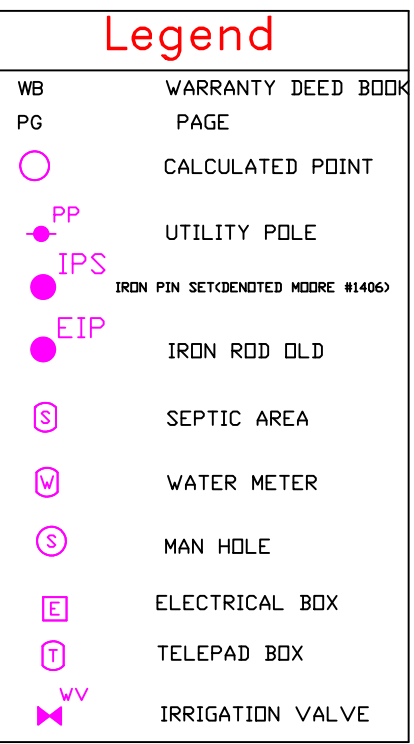 Legend
WB WARRANTY DEED BOOK
PG PAGE
CALCULATED POINT
PP UTILITY POLE
IPS IRON PIN SET(DENOTED MOORE #1406)
EIP IRON ROD OLD
S SEPTIC AREA
W WATER METER
S MAN HOLE
E ELECTRICAL BOX
T TELEPAD BOX
WV IRRIGATION VALVE